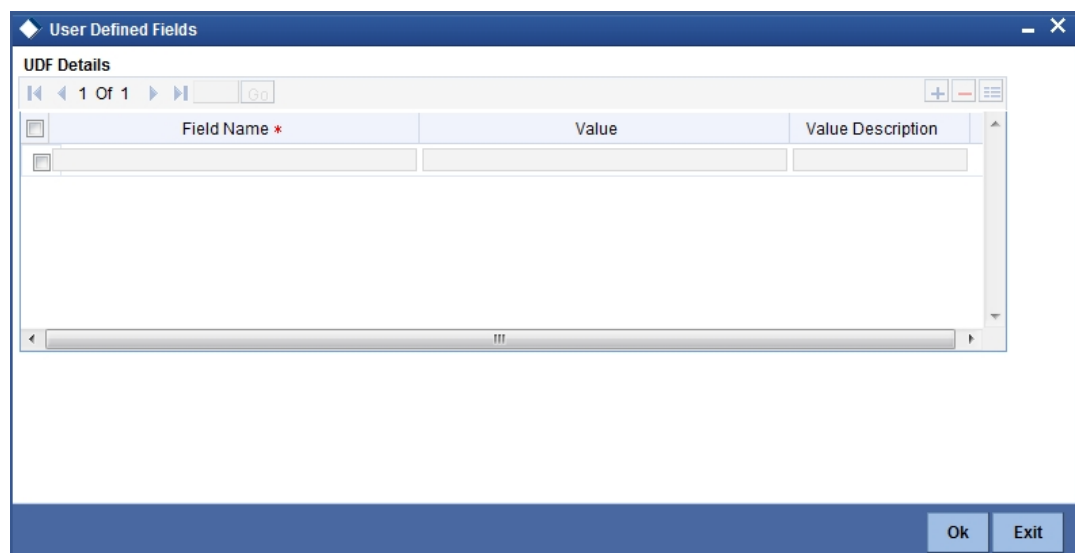 User Defined Fields
UDF Details
1 Of 1 Go
Field Name * Value Value Description
Ok Exit